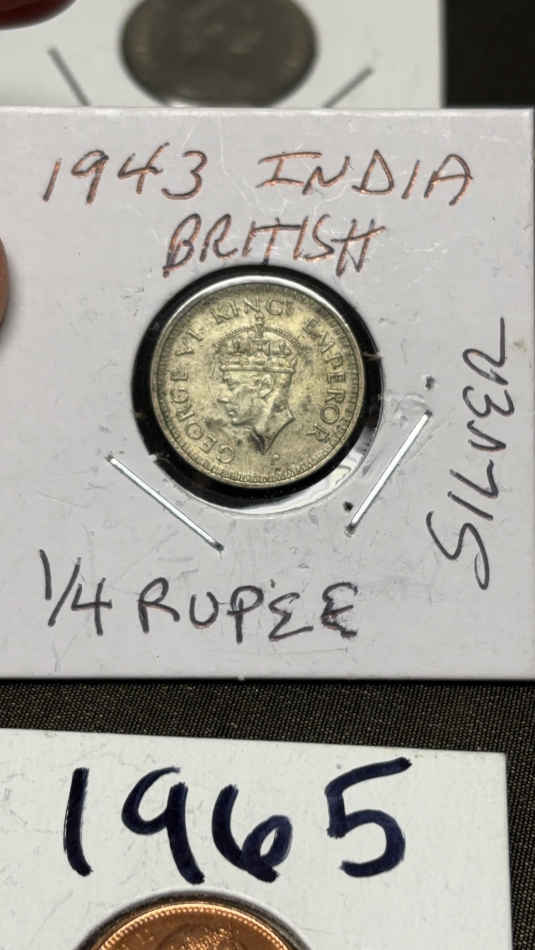 1943 INDIA
BRITISH
GEORGE VI KING EMPEROR
SILVER
1/4 RUPEE
1965